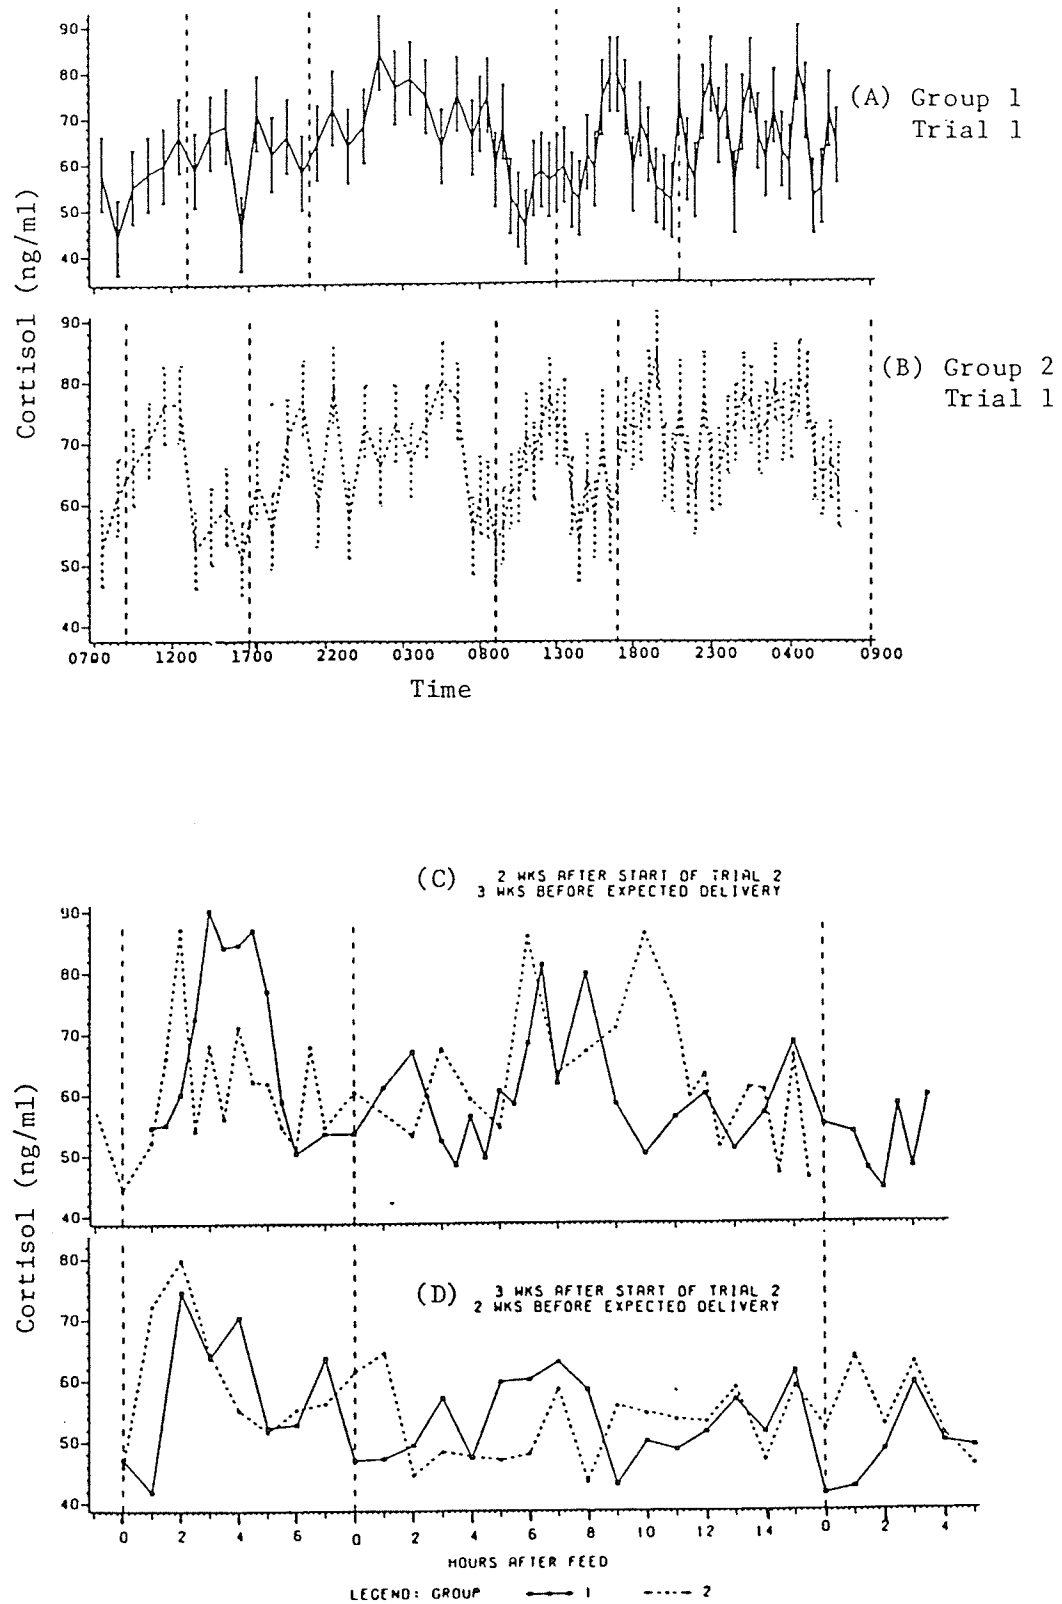 90
80
70
60
50
40
(A) Group 1
Trial 1
Cortisol (ng/ml)
90
80
70
60
50
40
(B) Group 2
Trial 1
0700 1200 1700 2200 0300 0800 1300 1800 2300 0400 0900
Time
(C) 2 WKS AFTER START OF TRIAL 2
3 WKS BEFORE EXPECTED DELIVERY
90
80
70
60
50
40
Cortisol (ng/ml)
(D) 3 WKS AFTER START OF TRIAL 2
2 WKS BEFORE EXPECTED DELIVERY
80
70
60
50
40
0 2 4 6 0 2 4 6 8 10 12 14 0 2 4
HOURS AFTER FEED
LEGEND: GROUP 1 2